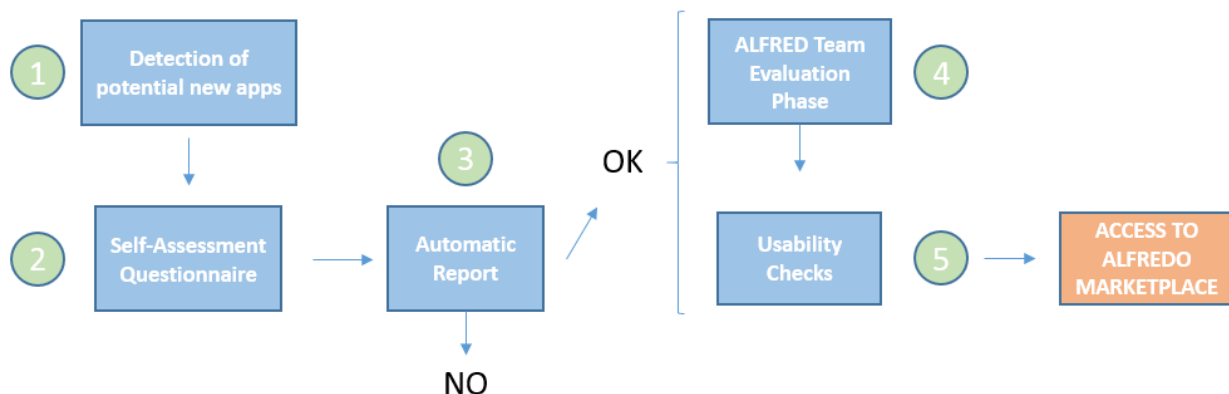 1
Detection of
potential new apps
2
Self-Assessment
Questionnaire
3
Automatic
Report
NO
OK
ALFRED Team
Evaluation
Phase
4
Usability
Checks
5
ACCESS TO
ALFREDO
MARKETPLACE